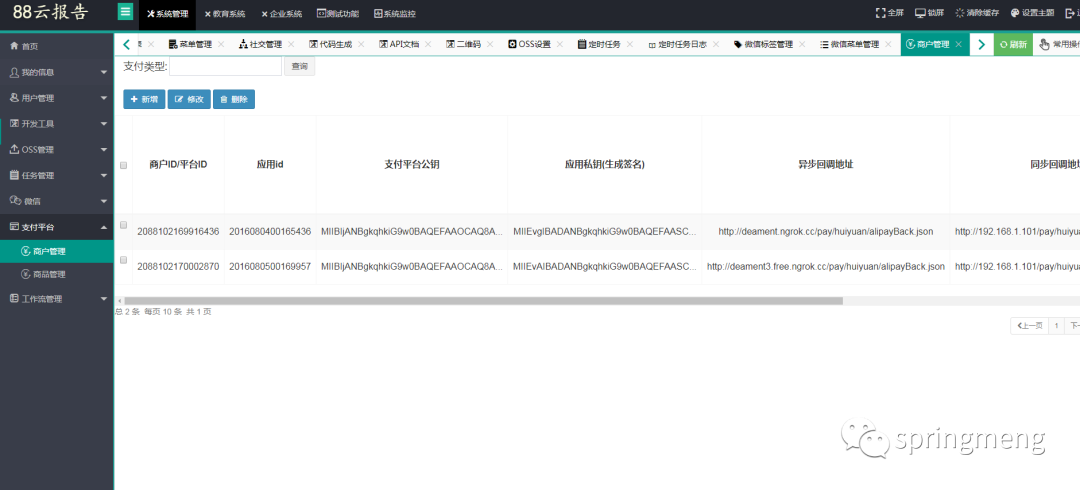 88云报告
系统管理 教育系统 企业系统 测试功能 系统监控 全屏 锁屏 清除缓存 设置主题
菜单管理 社交管理 代码生成 API文档 二维码 OSS设置 定时任务 定时任务日志 微信标签管理 微信菜单管理 商户管理 刷新 常用操
首页
我的信息
用户管理
开发工具
OSS管理
任务管理
微信
支付平台
商户管理
商品管理
工作流管理
支付类型: 查询
新增 修改 删除
商户ID/平台ID 应用id 支付平台公钥 应用私钥(生成签名) 异步回调地址 同步回调地址
2088102169916436 2016080400165436 MIIBIjANBgkqhkiG9w0BAQEFAAOCAQ8A... MIIEvgIBADANBgkqhkiG9w0BAQEFAASC... http://deament.ngrok.cc/pay/huiyuan/alipayBack.json http://192.168.1.101/pay/huiyua
2088102170002870 2016080500169957 MIIBIjANBgkqhkiG9w0BAQEFAAOCAQ8A... MIIEvAIBADANBgkqhkiG9w0BAQEFAASC... http://deament3.free.ngrok.cc/pay/huiyuan/alipayBack.json http://192.168.1.101/pay/huiyua
总 2 条 每页 10 条 共 1 页
上一页 1 下一
springmeng